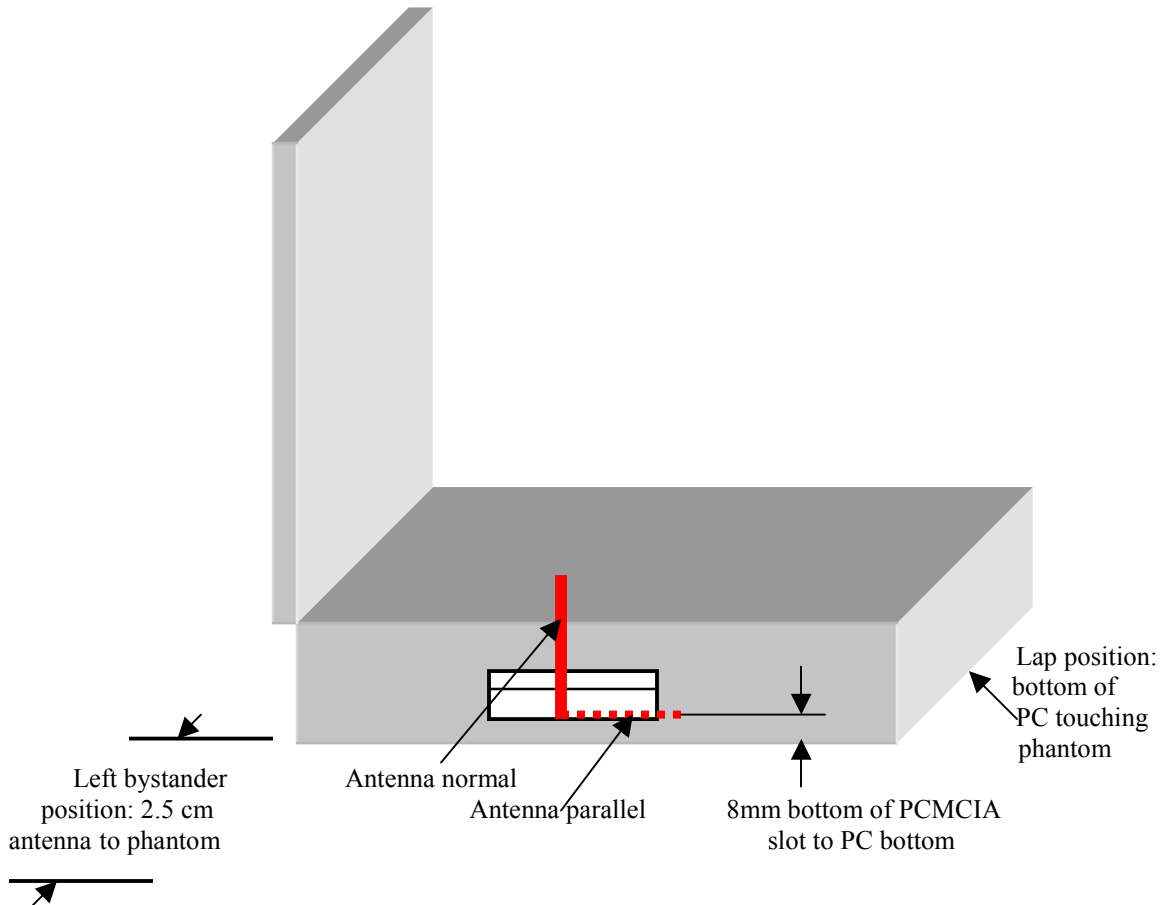 Lap position:
bottom of
PC touching
phantom
Left bystander
position: 2.5 cm
antenna to phantom
Antenna normal
Antenna parallel
8mm bottom of PCMCIA
slot to PC bottom